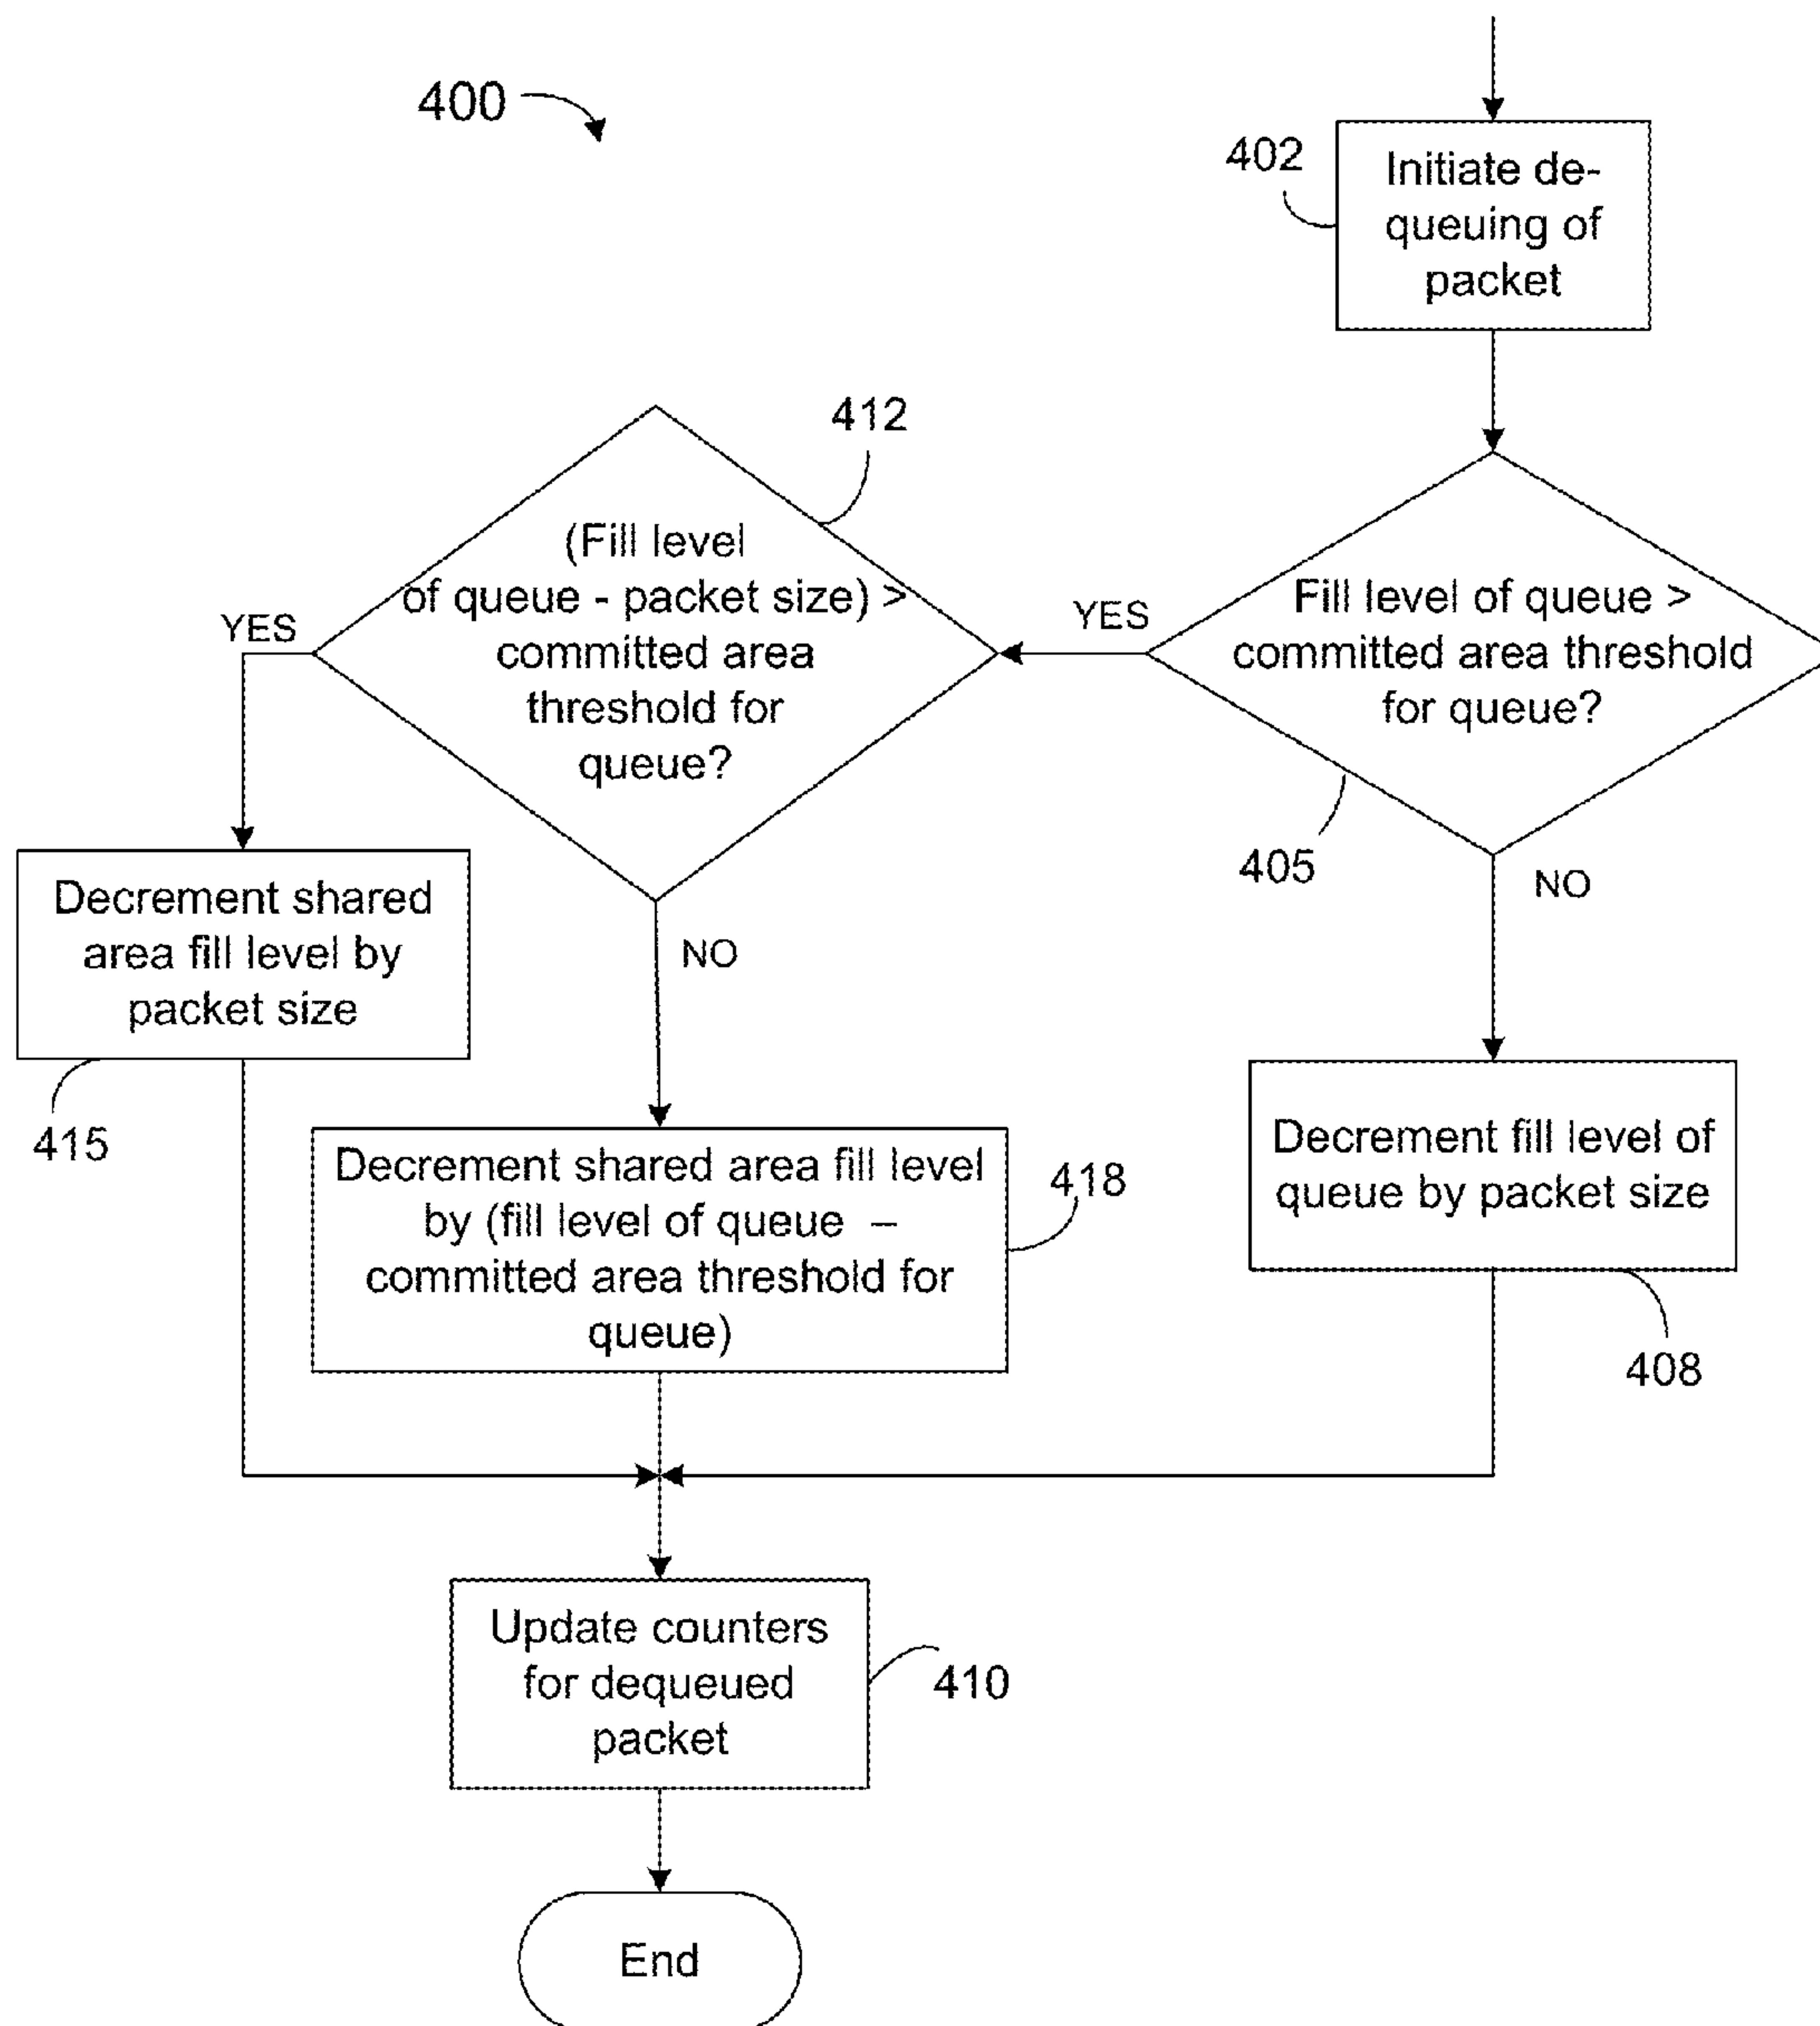 400
402
Initiate de-
queuing of
packet
412
(Fill level
of queue - packet size) >
committed area
threshold for
queue?
YES
YES
Fill level of queue >
committed area threshold
for queue?
405
NO
NO
Decrement shared
area fill level by
packet size
415
Decrement shared area fill level
by (fill level of queue –
committed area threshold for
queue)
418
Decrement fill level of
queue by packet size
408
Update counters
for dequeued
packet
410
End